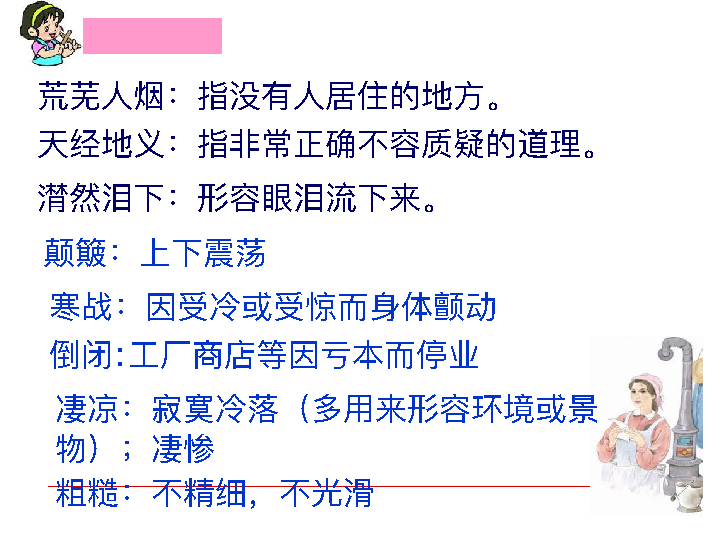 荒芜人烟：指没有人居住的地方。
天经地义：指非常正确不容质疑的道理。
潸然泪下：形容眼泪流下来。
颠簸：上下震荡
寒战：因受冷或受惊而身体颤动
倒闭:工厂商店等因亏本而停业
凄凉：寂寞冷落（多用来形容环境或景
物）；凄惨
粗糙：不精细，不光滑